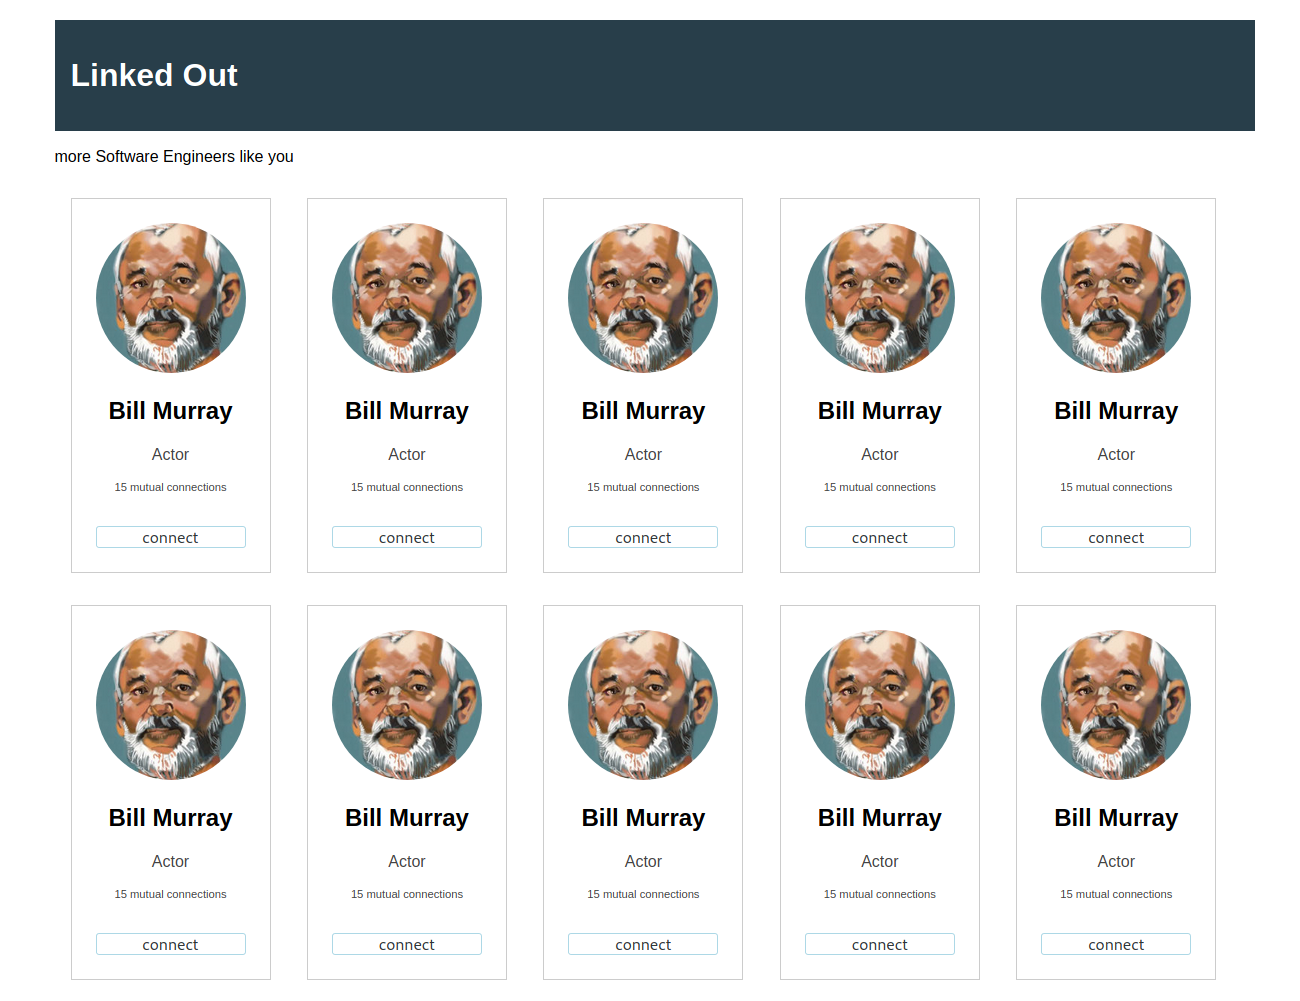 Linked Out
more Software Engineers like you
Bill Murray Bill Murray Bill Murray Bill Murray Bill Murray
Actor Actor Actor Actor Actor
15 mutual connections 15 mutual connections 15 mutual connections 15 mutual connections 15 mutual connections
connect connect connect connect connect
Bill Murray Bill Murray Bill Murray Bill Murray Bill Murray
Actor Actor Actor Actor Actor
15 mutual connections 15 mutual connections 15 mutual connections 15 mutual connections 15 mutual connections
connect connect connect connect connect